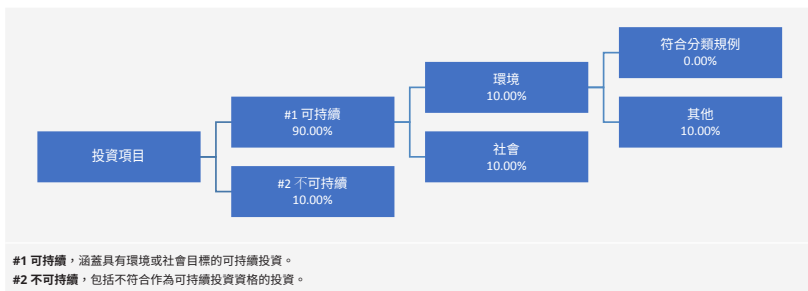 符合分類規例
0.00%
環境
10.00%
#1 可持續
90.00%
其他
10.00%
投資項目
社會
10.00%
#2 不可持續
10.00%
#1 可持續，涵蓋具有環境或社會目標的可持續投資。
#2 不可持續，包括不符合作為可持續投資資格的投資。